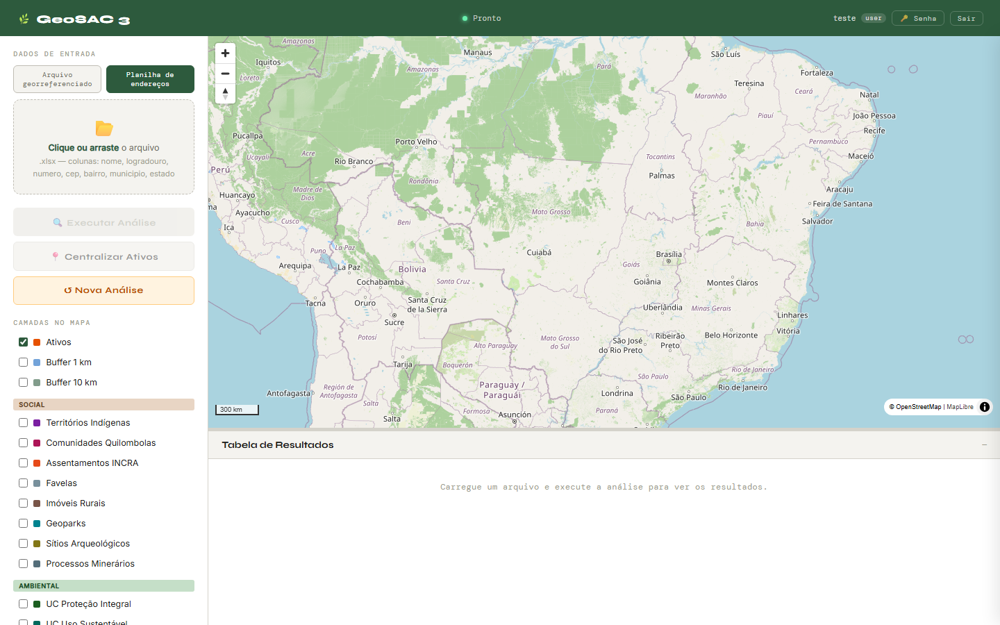 GeoSAC 3
Pronto
teste user
Senha
Sair
DADOS DE ENTRADA
Arquivo
georreferenciado
Planilha de
endereços
Clique ou arraste o arquivo
.xlsx — colunas: nome, logradouro,
numero, cep, bairro, municipio, estado
Executar Análise
Centralizar Ativos
↺ Nova Análise
CAMADAS NO MAPA
Ativos
Buffer 1 km
Buffer 10 km
SOCIAL
Territórios Indígenas
Comunidades Quilombolas
Assentamentos INCRA
Favelas
Imóveis Rurais
Geoparks
Sítios Arqueológicos
Processos Minerários
AMBIENTAL
UC Proteção Integral
UC Uso Sustentável
Amazonas
Iquitos
Loreto
Manaus
Amazonas
Pará
São Luís
Fortaleza
Teresina
Ceará
Maranhão
Natal
Piauí
João Pessoa
Recife
Pernambuco
Maceió
Pucallpa
Ucayali
Acre
Porto Velho
Rio Branco
Perú
Rondônia
Tocantins
Palmas
Aracaju
Huancayo
Madre de
Dios
ma
Ayacucho
Cusco
Ica
Beni
Mato Grosso
Feira de Santana
Salvador
Bahia
Puno
La Paz
Arequipa
La Paz
Bolivia
Cuiabá
Brasília
Goiás
Cochabamba
Santa Cruz
Goiânia
Montes Claros
Tacna
Oruro
Santa Cruz
de la Sierra
Uberlândia
Minas Gerais
Linhares
Sucre
Vitória
Potosí
Alto Paraguay
Mato Grosso
do Sul
São José
do Rio Preto
Ribeirão
Preto
Belo Horizonte
Tarija
Boquerón
São Paulo
Rio de Janeiro
Rio de Janeiro
Antofagasta
Región de
Antofagasta
Paraguay /
Paraguái
Londrina
São Paulo
Salta
Salta
Formosa
Asunción
Paraná
300 km
© OpenStreetMap | MapLibre
Tabela de Resultados
−
Carregue um arquivo e execute a análise para ver os resultados.